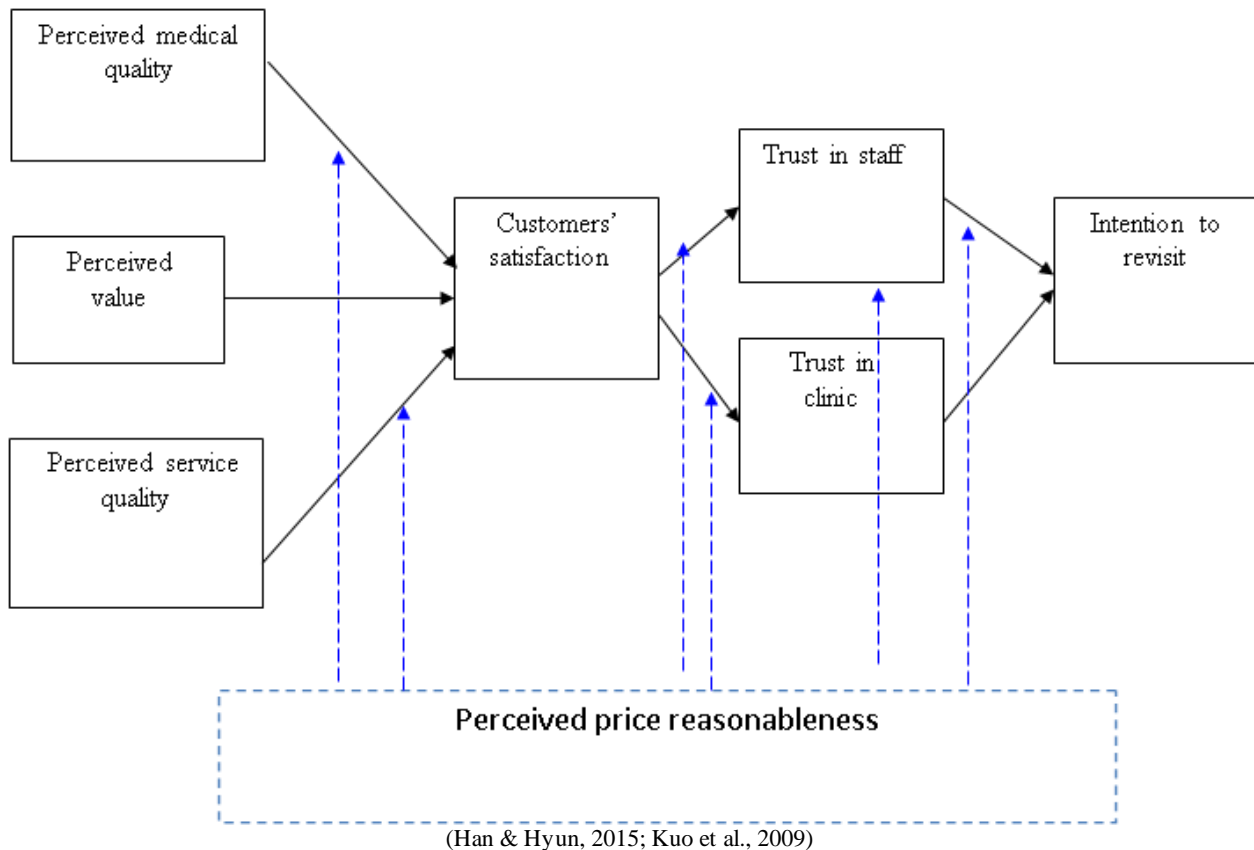 Perceived medical
quality
Perceived
value
Perceived service
quality
Customers’
satisfaction
Trust in staff
Trust in
clinic
Intention to
revisit
Perceived price reasonableness
(Han & Hyun, 2015; Kuo et al., 2009)